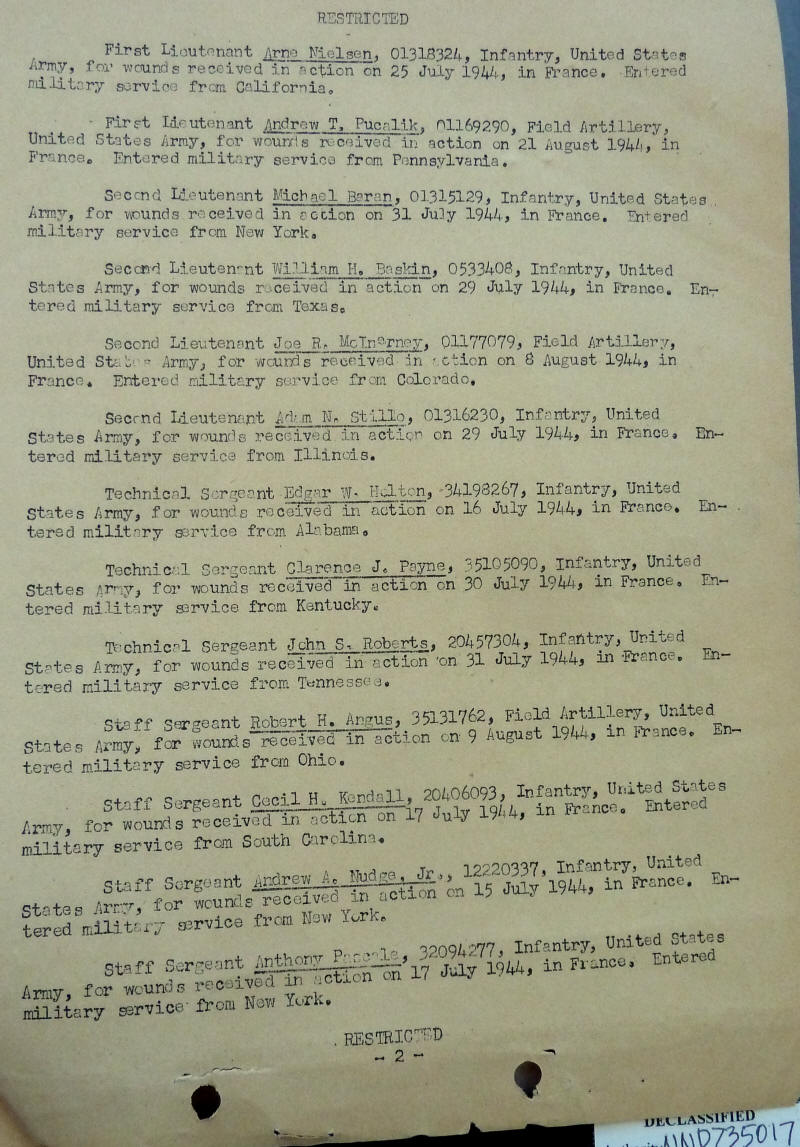 RESTRICTED
First Lieutenant Arne Nielsen, 01318324, Infantry, United States
Army, for wounds received in action on 25 July 1944, in France. Entered
military service from California.
First Lieutenant Andrew T. Pucalik, 01169290, Field Artillery,
United States Army, for wounds received in action on 21 August 1944, in
France. Entered military service from Pennsylvania.
Second Lieutenant Michael Baran, 01315129, Infantry, United States
Army, for wounds received in action on 31 July 1944, in France. Entered
military service from New York.
Second Lieutenant William H. Baskin, 0533408, Infantry, United
States Army, for wounds received in action on 29 July 1944, in France. En-
tered military service from Texas.
Second Lieutenant Joe R. McInerney, 01177079, Field Artillery,
United States Army, for wounds received in action on 8 August 1944, in
France. Entered military service from Colorado.
Second Lieutenant Adam N. Stillo, 01316230, Infantry, United
States Army, for wounds received in action on 29 July 1944, in France. En-
tered military service from Illinois.
Technical Sergeant Edgar W. Holton, 34198267, Infantry, United
States Army, for wounds received in action on 16 July 1944, in France. En-
tered military service from Alabama.
Technical Sergeant Clarence J. Payne, 35105090, Infantry, United
States Army, for wounds received in action on 30 July 1944, in France. En-
tered military service from Kentucky.
Technical Sergeant John S. Roberts, 20457304, Infantry, United
States Army, for wounds received in action on 31 July 1944, in France. En-
tered military service from Tennessee.
Staff Sergeant Robert H. Angus, 35131762, Field Artillery, United
States Army, for wounds received in action on 9 August 1944, in France. En-
tered military service from Ohio.
Staff Sergeant Cecil H. Kendall, 20406093, Infantry, United States
Army, for wounds received in action on 17 July 1944, in France. Entered
military service from South Carolina.
Staff Sergeant Andrew A. Nudge, Jr., 12220337, Infantry, United
States Army, for wounds received in action on 15 July 1944, in France. En-
tered military service from New York.
Staff Sergeant Anthony 32094277, Infantry, United States
Army, for wounds received in action on 17 July 1944, in France. Entered
military service from New York.
RESTRICTED
- 2 -
DECLASSIFIED
Authority NND735017